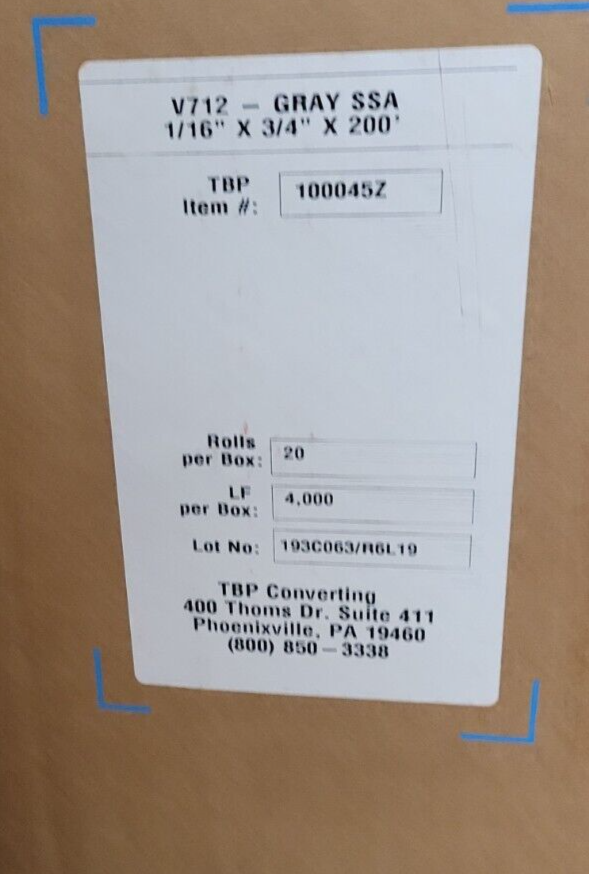 V712 – GRAY SSA
1/16" X 3/4" X 200'
TBP
Item #:
100045Z
Rolls
per Box:
20
LF
per Box:
4,000
Lot No:
193C063/R6L19
TBP Converting
400 Thoms Dr. Suite 411
Phoenixville, PA 19460
(800) 850–3338